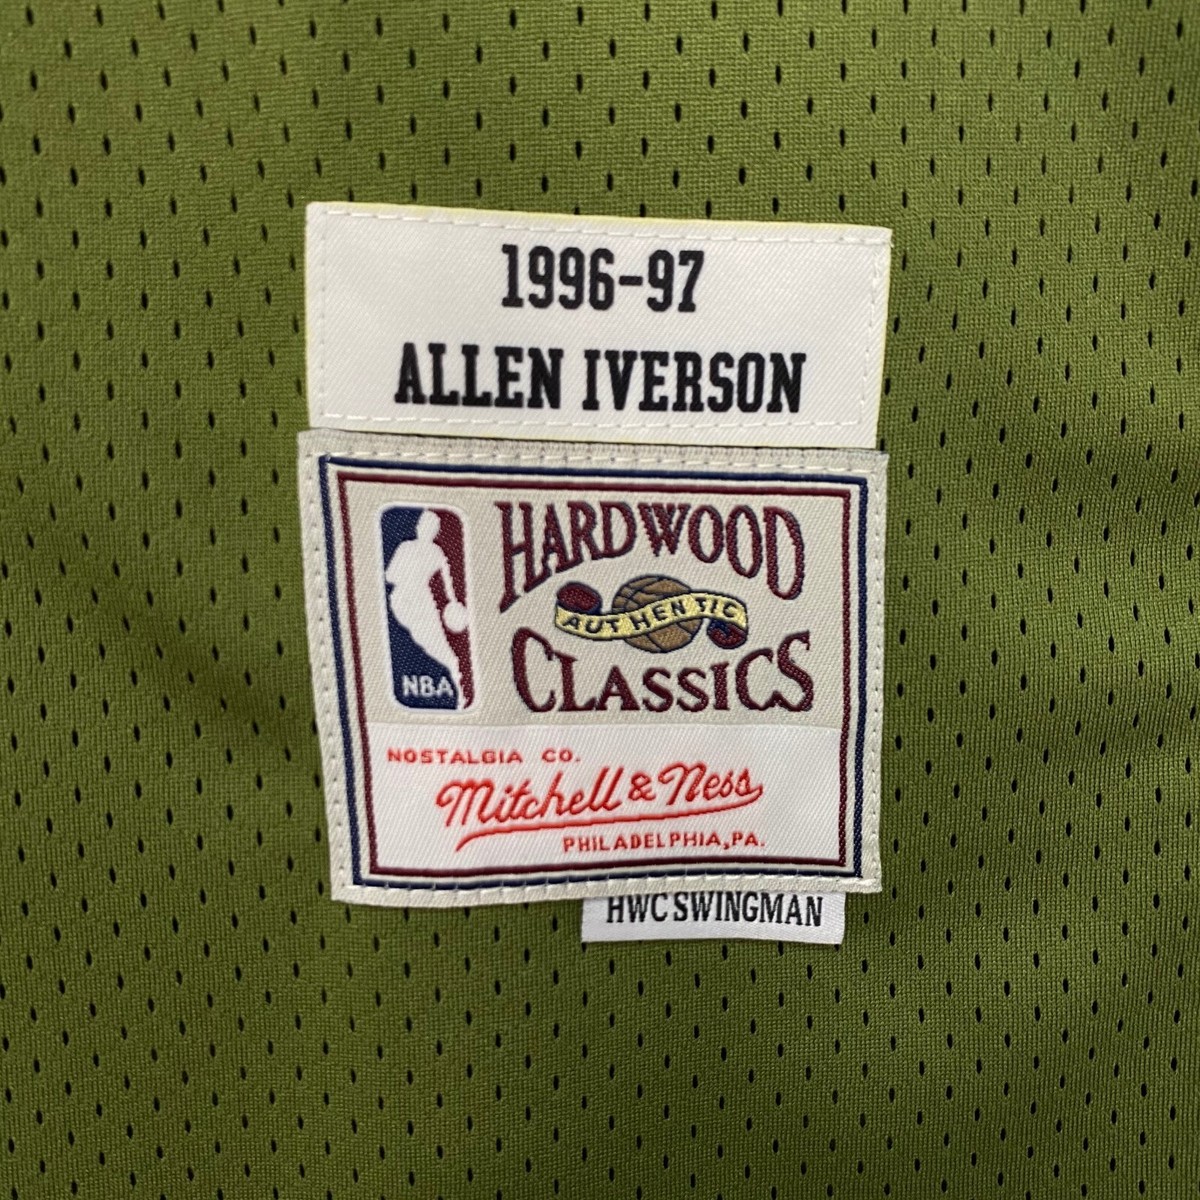 1996-97
ALLEN IVERSON
HARDWOOD
AUTHENTIC
CLASSICS
NBA
NOSTALGIA CO.
Mitchell & Ness
PHILADELPHIA, PA.
HWC SWINGMAN